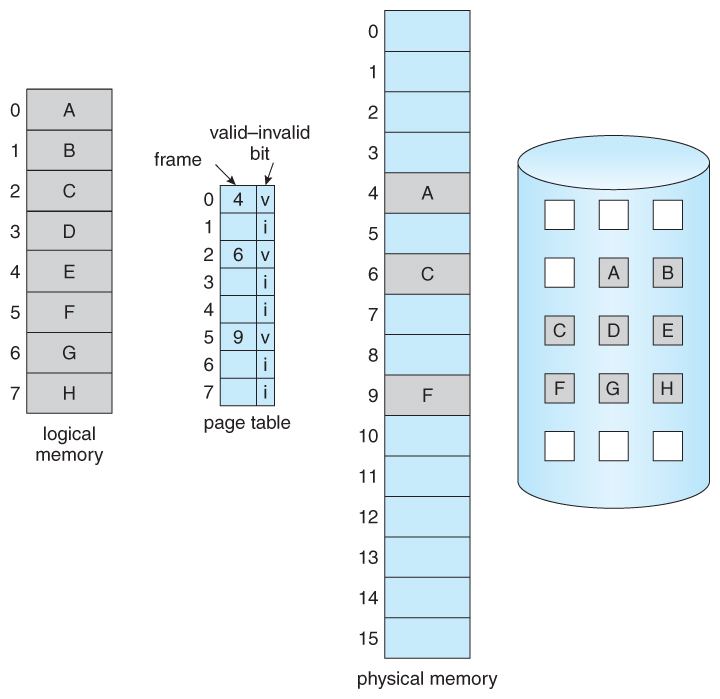 0 A
1 B
2 C
3 D
4 E
5 F
6 G
7 H
logical
memory
valid–invalid
bit
frame
0 4 v
1 i
2 6 v
3 i
4 i
5 9 v
6 i
7 i
page table
0
1
2
3
4 A
5
6 C
7
8
9 F
10
11
12
13
14
15
physical memory
A B
C D E
F G H